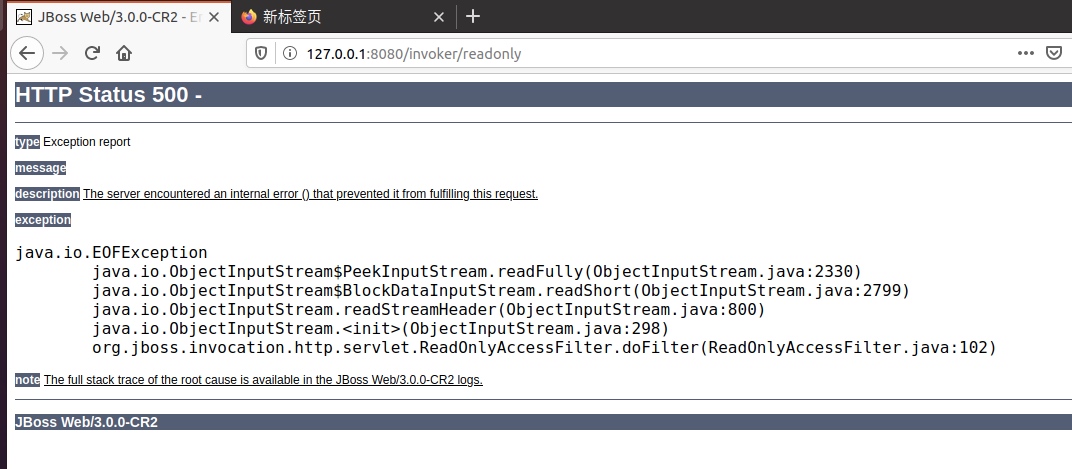 JBoss Web/3.0.0-CR2 - Er
新标签页
127.0.0.1:8080/invoker/readonly
HTTP Status 500 -
type Exception report
message
description The server encountered an internal error () that prevented it from fulfilling this request.
exception
java.io.EOFException
java.io.ObjectInputStream$PeekInputStream.readFully(ObjectInputStream.java:2330)
java.io.ObjectInputStream$BlockDataInputStream.readShort(ObjectInputStream.java:2799)
java.io.ObjectInputStream.readStreamHeader(ObjectInputStream.java:800)
java.io.ObjectInputStream.<init>(ObjectInputStream.java:298)
org.jboss.invocation.http.servlet.ReadOnlyAccessFilter.doFilter(ReadOnlyAccessFilter.java:102)
note The full stack trace of the root cause is available in the JBoss Web/3.0.0-CR2 logs.
JBoss Web/3.0.0-CR2